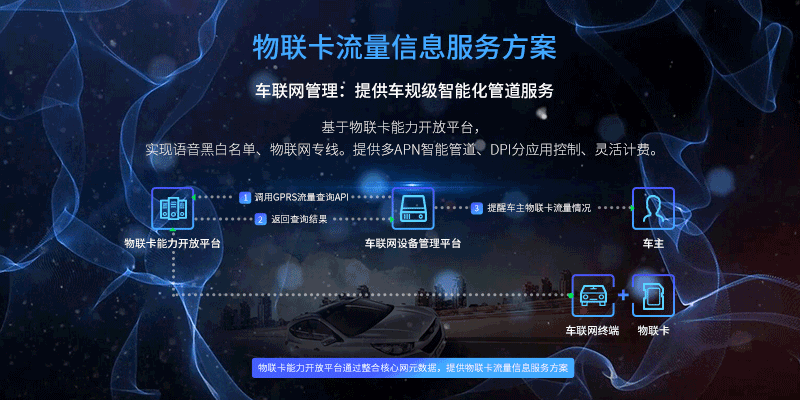 物联卡流量信息服务方案
车联网管理：提供车规级智能化管道服务
基于物联卡能力开放平台，
实现语音黑白名单、物联网专线。提供多APN智能管道、DPI分应用控制、灵活计费。
1 调用GPRS流量查询API
2 返回查询结果
3 提醒车主物联卡流量情况
物联卡能力开放平台
车联网设备管理平台
车主
+
车联网终端
物联卡
物联卡能力开放平台通过整合核心网元数据，提供物联卡流量信息服务方案